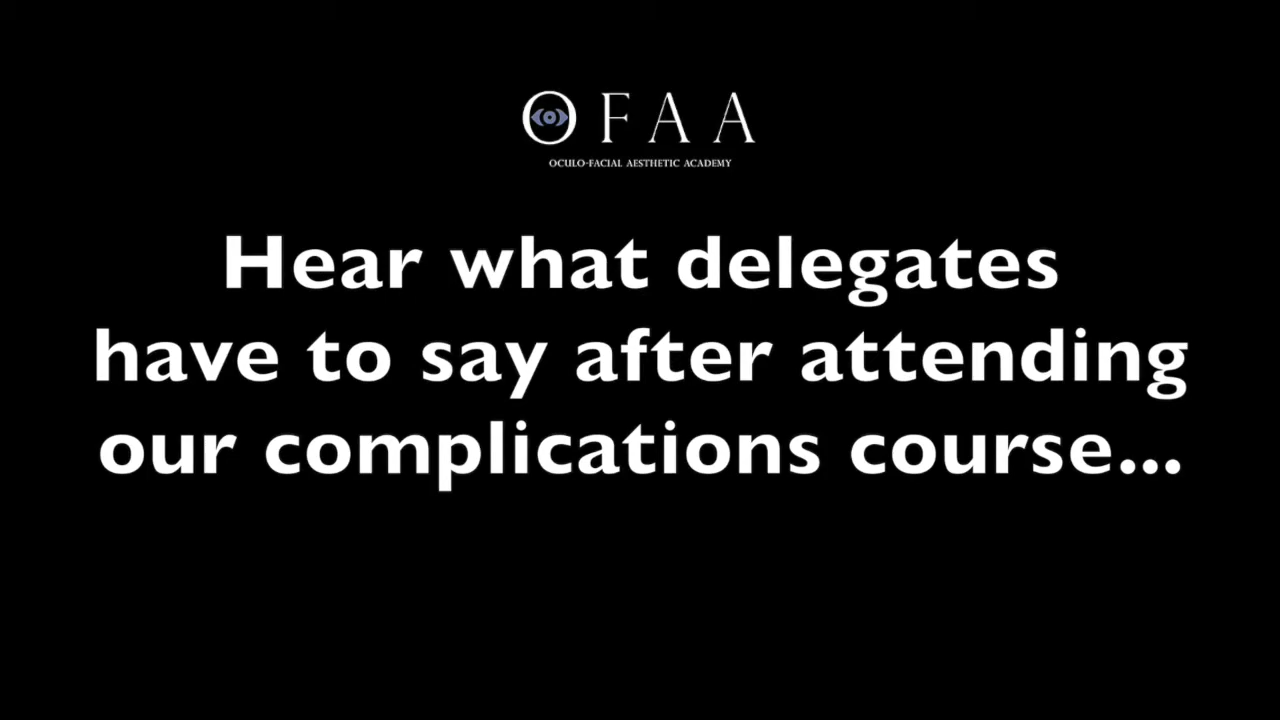 OFAA
OCULO-FACIAL AESTHETIC ACADEMY
Hear what delegates
have to say after attending
our complications course...